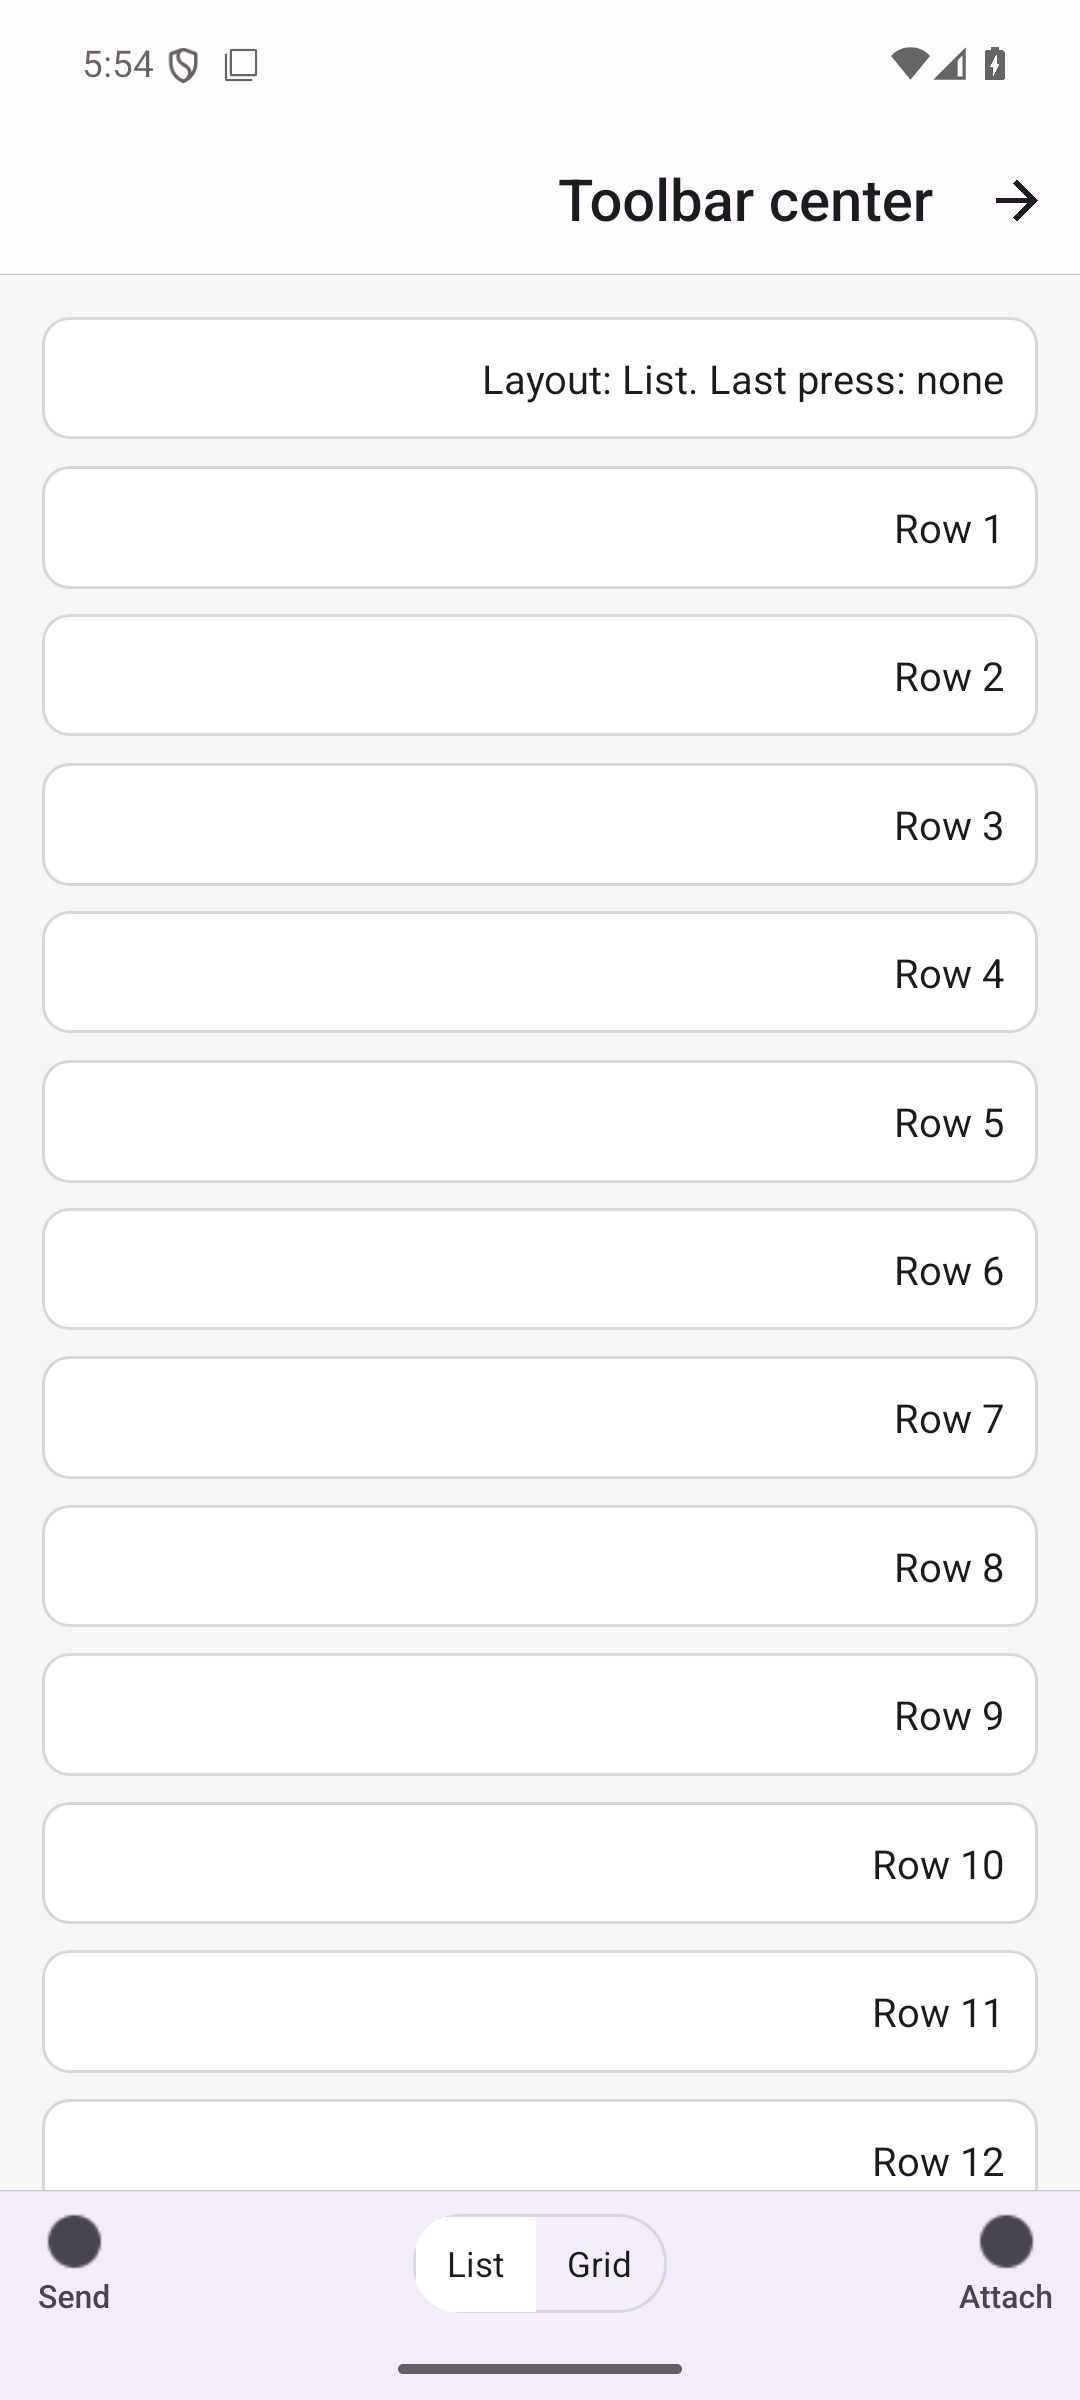 5:54
Toolbar center
Layout: List. Last press: none
Row 1
Row 2
Row 3
Row 4
Row 5
Row 6
Row 7
Row 8
Row 9
Row 10
Row 11
Row 12
Send
List
Grid
Attach